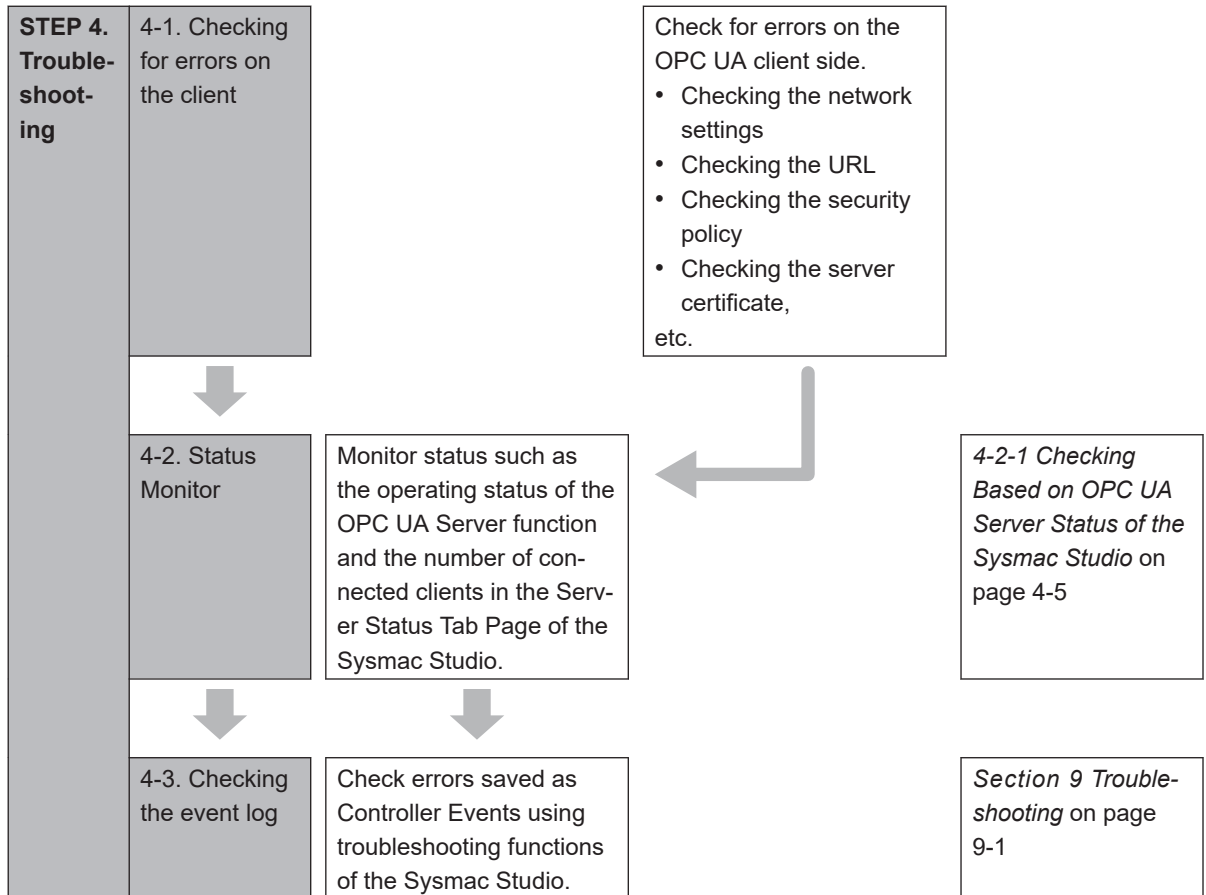 STEP 4.
Trouble-
shoot-
ing
4-1. Checking
for errors on
the client
Check for errors on the
OPC UA client side.
• Checking the network
settings
• Checking the URL
• Checking the security
policy
• Checking the server
certificate,
etc.
4-2. Status
Monitor
Monitor status such as
the operating status of the
OPC UA Server function
and the number of con-
nected clients in the Serv-
er Status Tab Page of the
Sysmac Studio.
4-2-1 Checking
Based on OPC UA
Server Status of the
Sysmac Studio on
page 4-5
4-3. Checking
the event log
Check errors saved as
Controller Events using
troubleshooting functions
of the Sysmac Studio.
Section 9 Trouble-
shooting on page
9-1